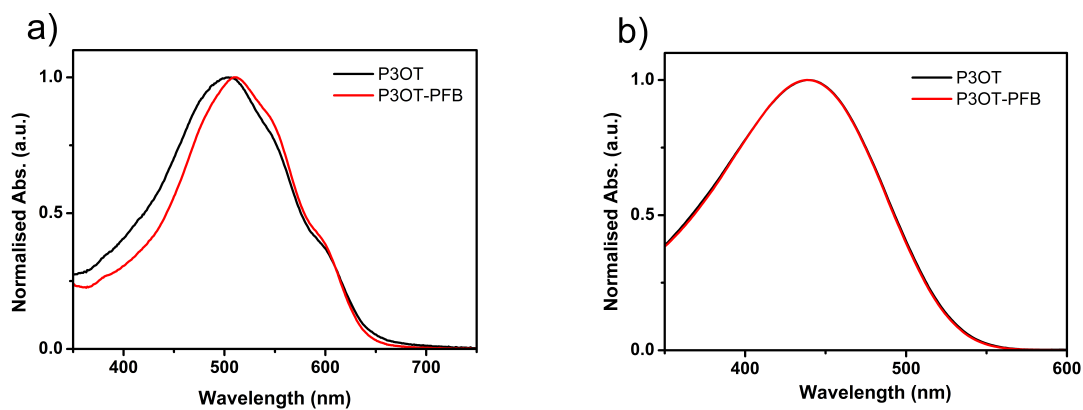 a)
P3OT
P3OT-PFB
Normalised Abs. (a.u.)
1.0
0.5
0.0
400
500
600
700
Wavelength (nm)
b)
P3OT
P3OT-PFB
Normalised Abs. (a.u.)
1.0
0.5
0.0
400
500
600
Wavelength (nm)